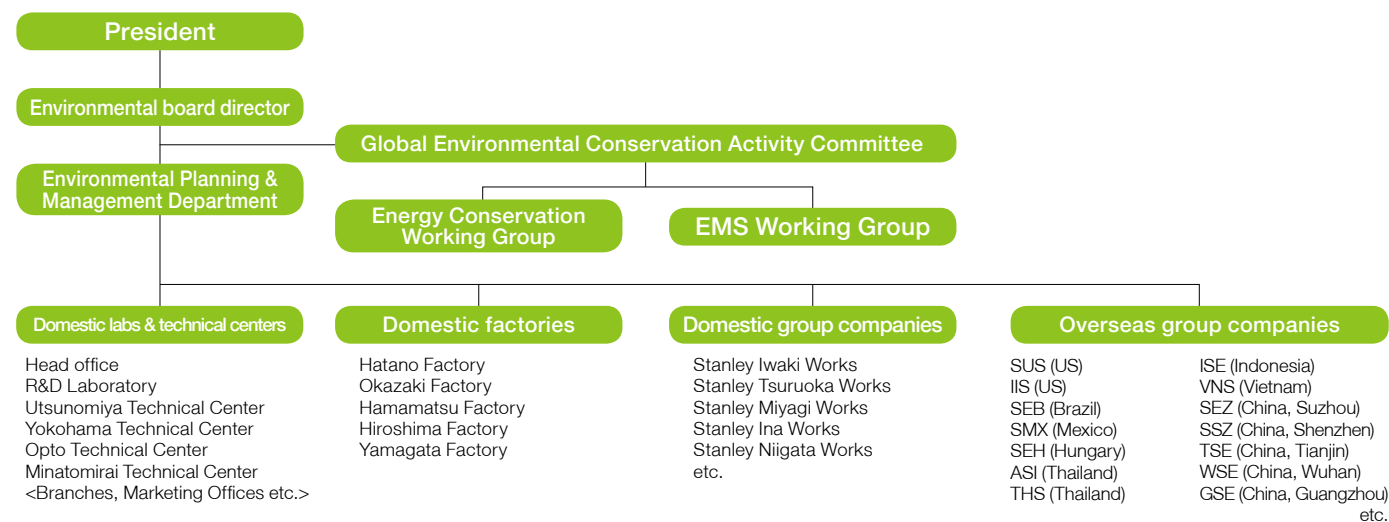 President
Environmental board director
Global Environmental Conservation Activity Committee
Environmental Planning &
Management Department
Energy Conservation
Working Group
EMS Working Group
Domestic labs & technical centers
Head office
R&D Laboratory
Utsunomiya Technical Center
Yokohama Technical Center
Opto Technical Center
Minatomirai Technical Center
<Branches, Marketing Offices etc.>
Domestic factories
Hatano Factory
Okazaki Factory
Hamamatsu Factory
Hiroshima Factory
Yamagata Factory
Domestic group companies
Stanley Iwaki Works
Stanley Tsuruoka Works
Stanley Miyagi Works
Stanley Ina Works
Stanley Niigata Works
etc.
Overseas group companies
SUS (US)
IIS (US)
SEB (Brazil)
SMX (Mexico)
SEH (Hungary)
ASI (Thailand)
THS (Thailand)
ISE (Indonesia)
VNS (Vietnam)
SEZ (China, Suzhou)
SSZ (China, Shenzhen)
TSE (China, Tianjin)
WSE (China, Wuhan)
GSE (China, Guangzhou)
etc.